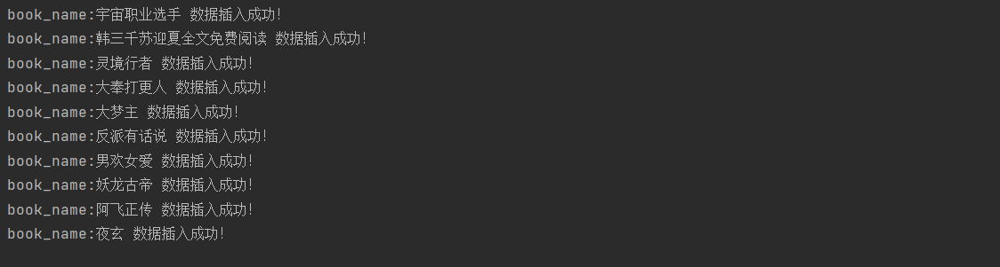 book_name:宇宙职业选手 数据插入成功!
book_name:韩三千苏迎夏全文免费阅读 数据插入成功!
book_name:灵境行者 数据插入成功!
book_name:大奉打更人 数据插入成功!
book_name:大梦主 数据插入成功!
book_name:反派有话说 数据插入成功!
book_name:男欢女爱 数据插入成功!
book_name:妖龙古帝 数据插入成功!
book_name:阿飞正传 数据插入成功!
book_name:夜玄 数据插入成功!